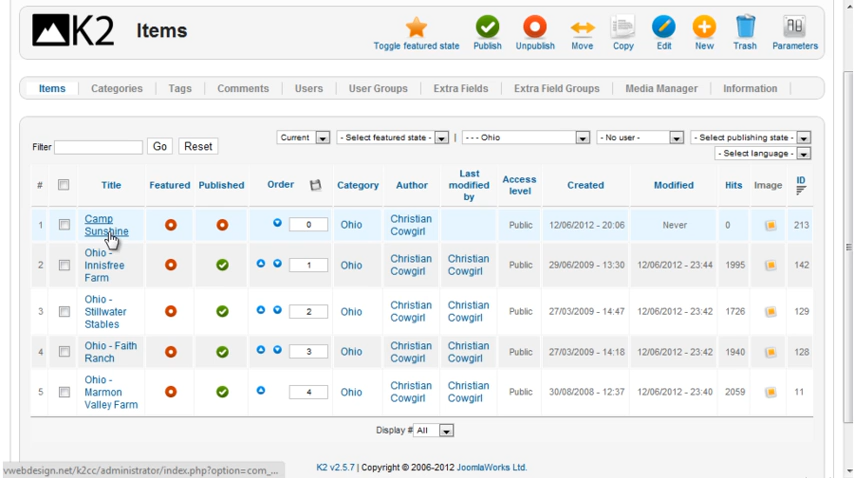 K2 Items
Toggle featured state Publish Unpublish Move Copy Edit New Trash Parameters
Items Categories Tags Comments Users User Groups Extra Fields Extra Field Groups Media Manager Information
Filter Go Reset Current - Select featured state - | - - - Ohio - No user - - Select publishing state -
- Select language -
# Title Featured Published Order Category Author Last modified by Access level Created Modified Hits Image ID
1 Camp Sunshine 0 Ohio Christian Cowgirl Public 12/06/2012 - 20:06 Never 0 213
2 Ohio - Innisfree Farm 1 Ohio Christian Cowgirl Christian Cowgirl Public 29/06/2009 - 13:30 12/06/2012 - 23:44 1995 142
3 Ohio - Stillwater Stables 2 Ohio Christian Cowgirl Christian Cowgirl Public 27/03/2009 - 14:47 12/06/2012 - 23:42 1726 129
4 Ohio - Faith Ranch 3 Ohio Christian Cowgirl Christian Cowgirl Public 27/03/2009 - 14:18 12/06/2012 - 23:42 1940 128
5 Ohio - Marmon Valley Farm 4 Ohio Christian Cowgirl Christian Cowgirl Public 30/08/2008 - 12:37 12/06/2012 - 23:40 2059 11
Display # All
K2 v2.5.7 | Copyright © 2006-2012 JoomlaWorks Ltd.
vwebdesign.net/k2cc/administrator/index.php?option=com_...